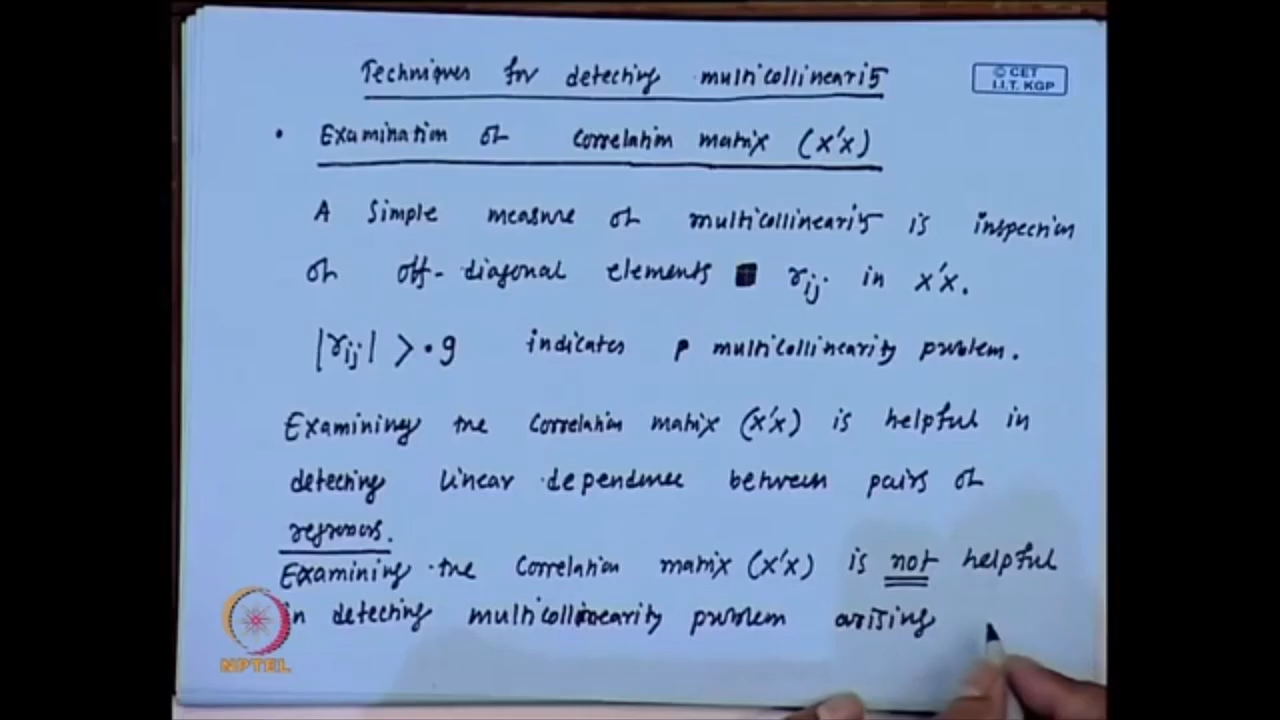 Techniques for detecting multicollinearity
© CET
I.I.T. KGP
• Examination of Correlation matrix (x'x)
A Simple measure of multicollinearity is inspection
of off-diagonal elements rij in x'x.
|rij| > .9 indicates multicollinearity problem.
Examining the Correlation matrix (x'x) is helpful in
detecting linear dependence between pairs of
regressors.
Examining the Correlation matrix (x'x) is not helpful
in detecting multicollinearity problem arising
NPTEL